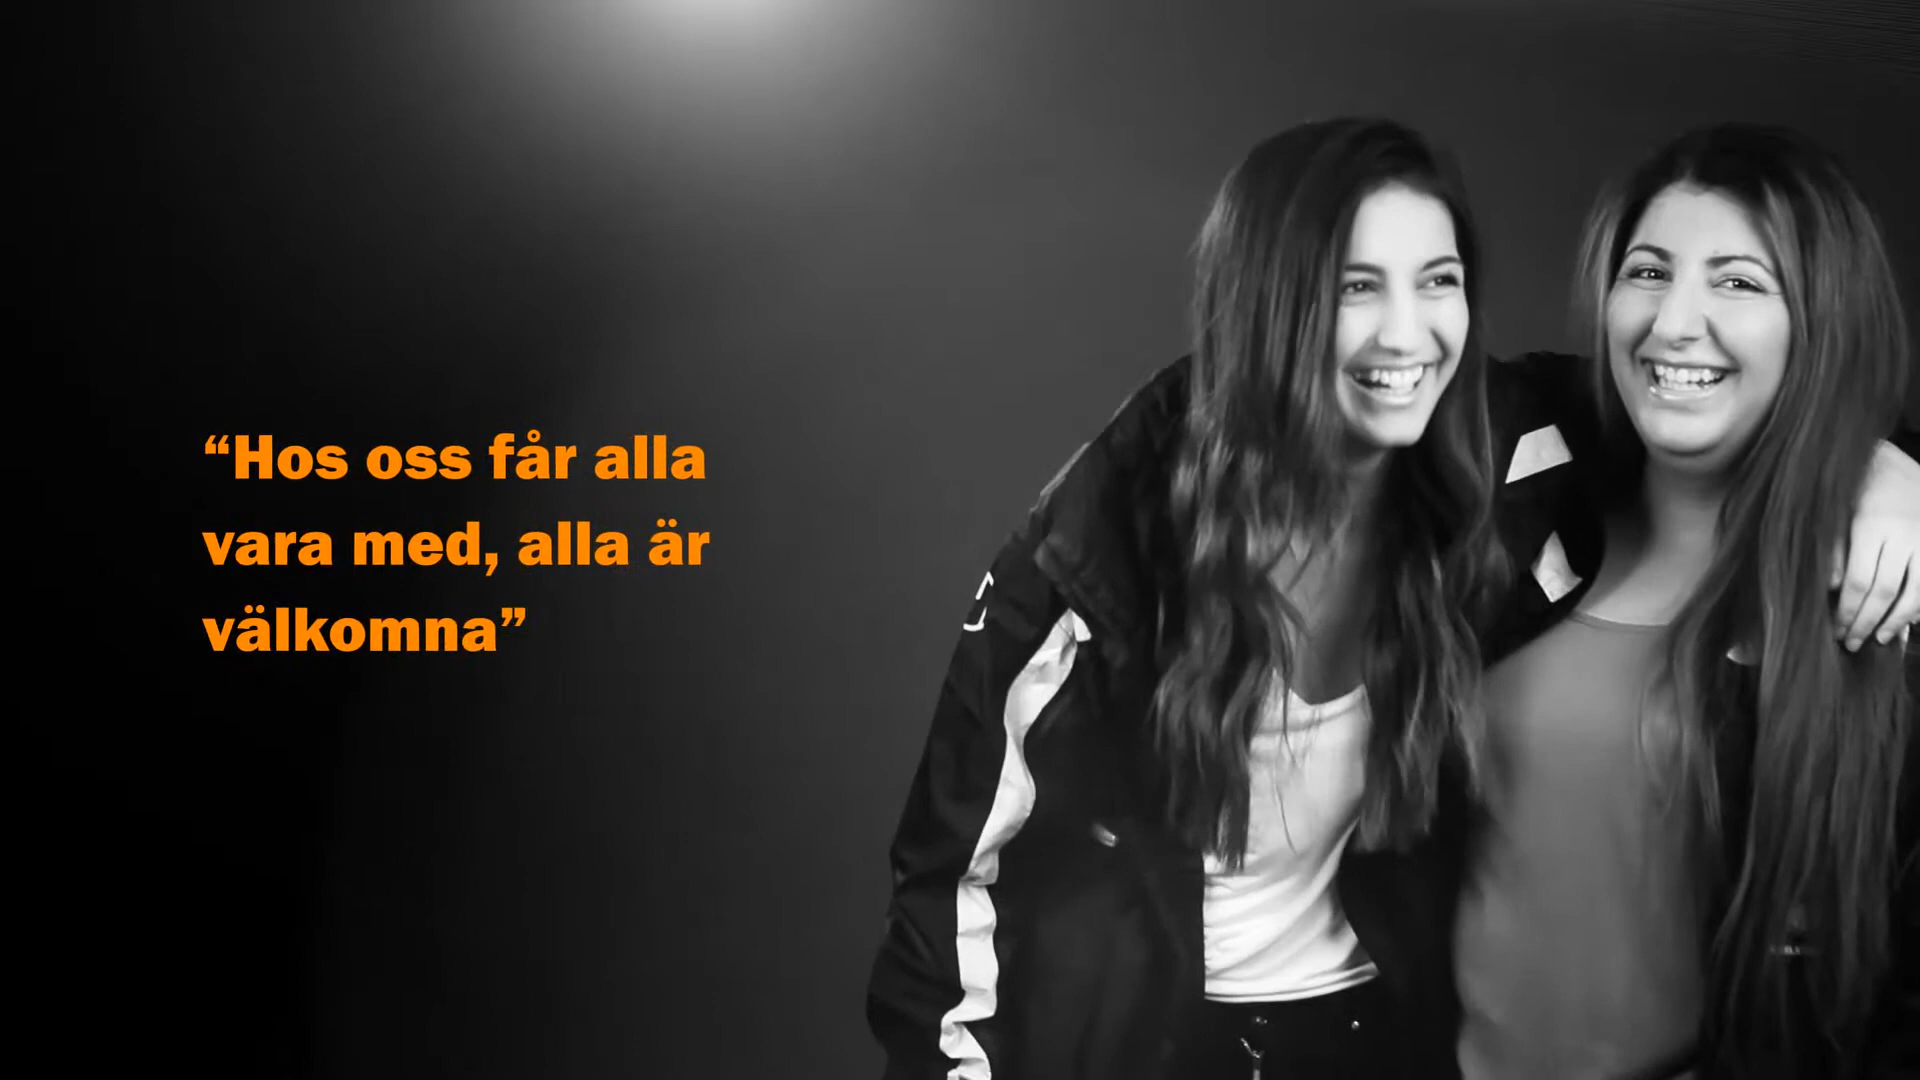 “Hos oss får alla
vara med, alla är
välkomna”